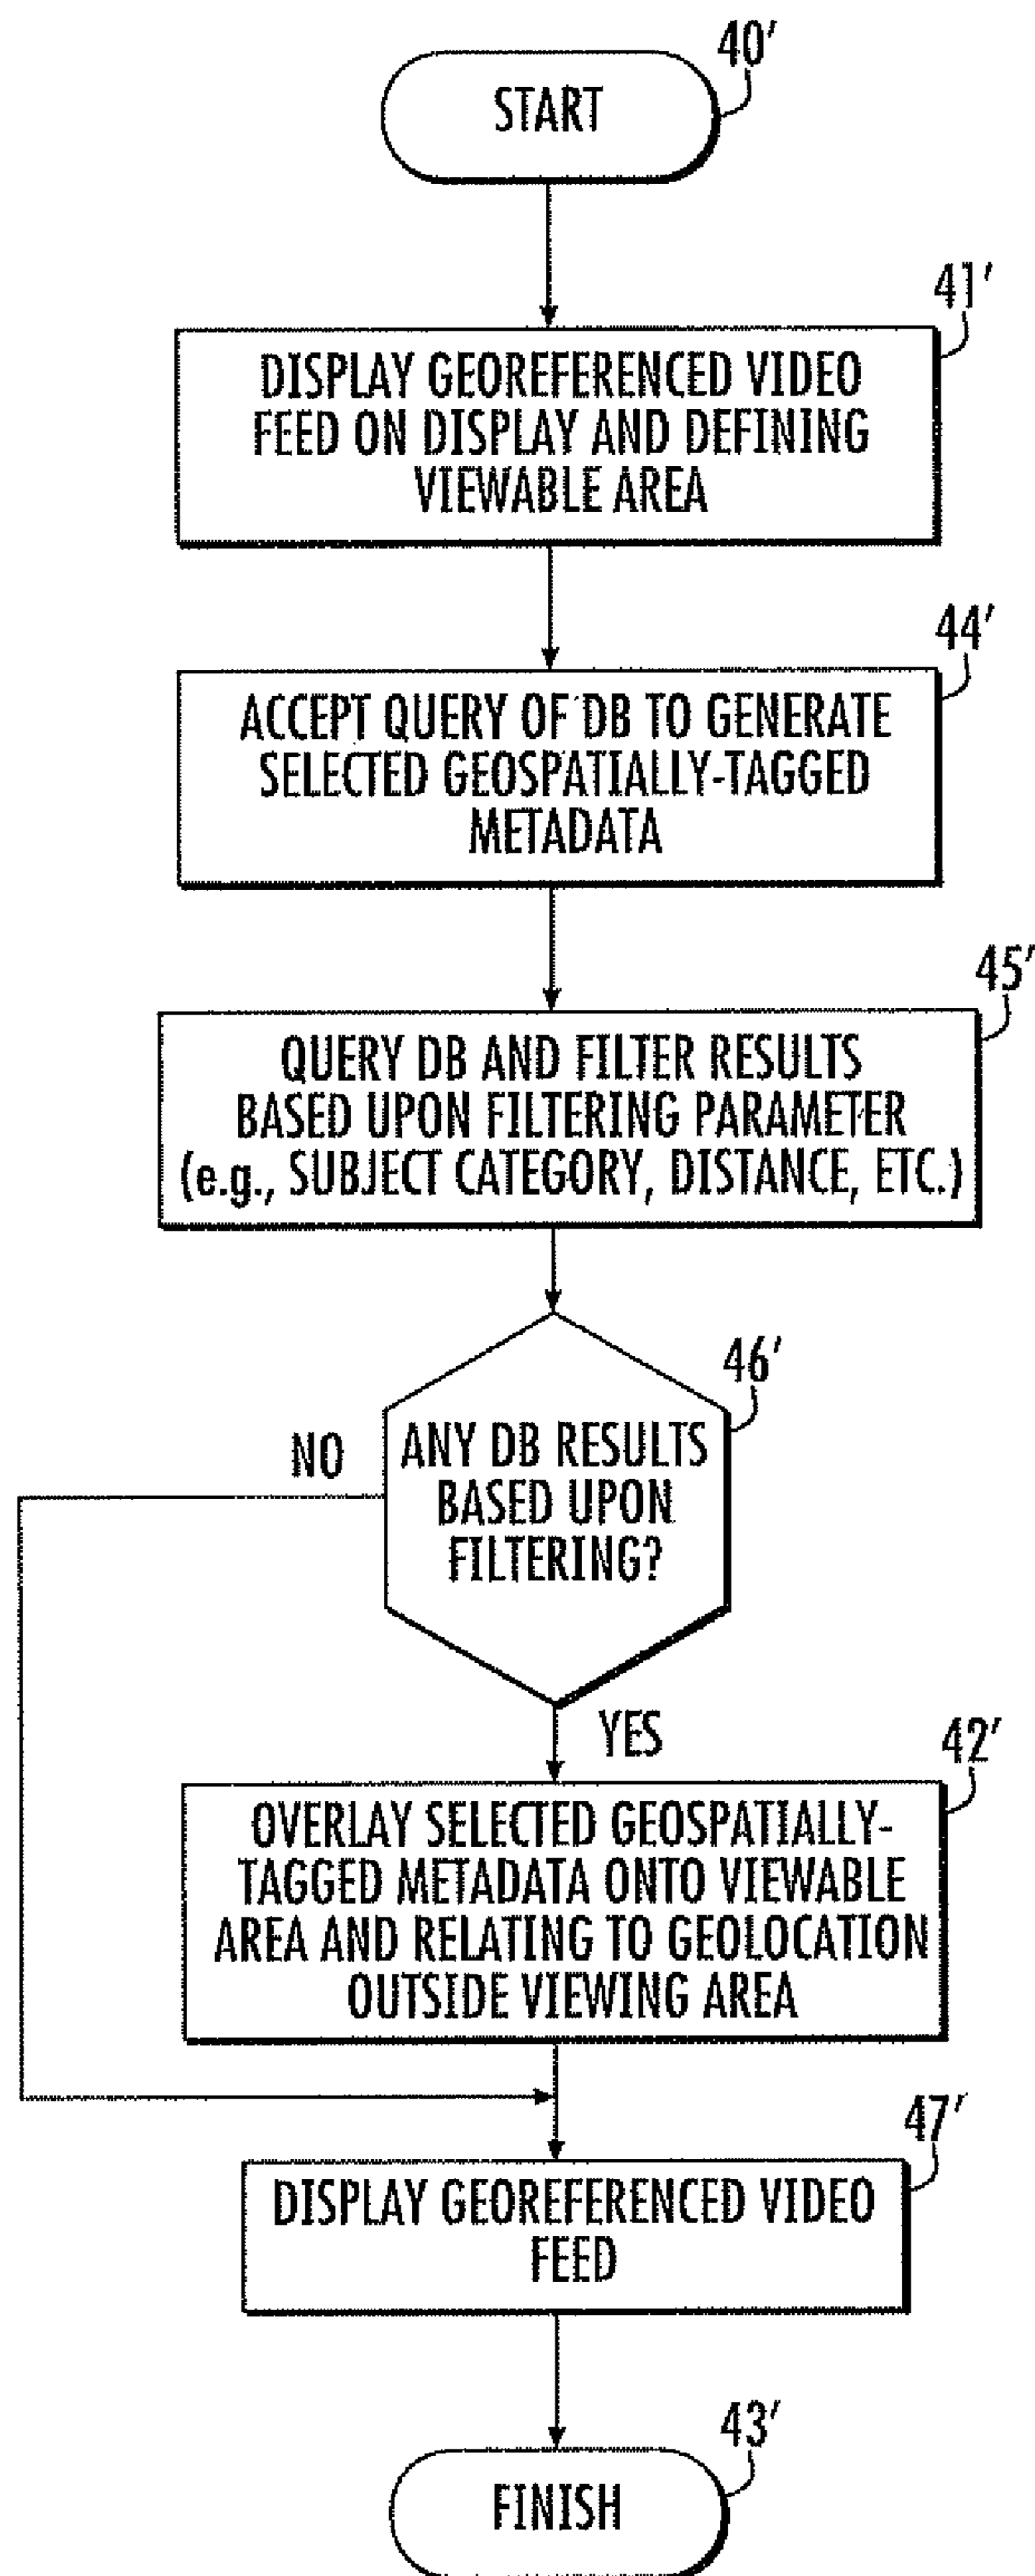 40'
START
41'
DISPLAY GEOREFERENCED VIDEO
FEED ON DISPLAY AND DEFINING
VIEWABLE AREA
44'
ACCEPT QUERY OF DB TO GENERATE
SELECTED GEOSPATIALLY-TAGGED
METADATA
45'
QUERY DB AND FILTER RESULTS
BASED UPON FILTERING PARAMETER
(e.g., SUBJECT CATEGORY, DISTANCE, ETC.)
46'
NO
ANY DB RESULTS
BASED UPON
FILTERING?
YES
42'
OVERLAY SELECTED GEOSPATIALLY-
TAGGED METADATA ONTO VIEWABLE
AREA AND RELATING TO GEOLOCATION
OUTSIDE VIEWING AREA
47'
DISPLAY GEOREFERENCED VIDEO
FEED
43'
FINISH